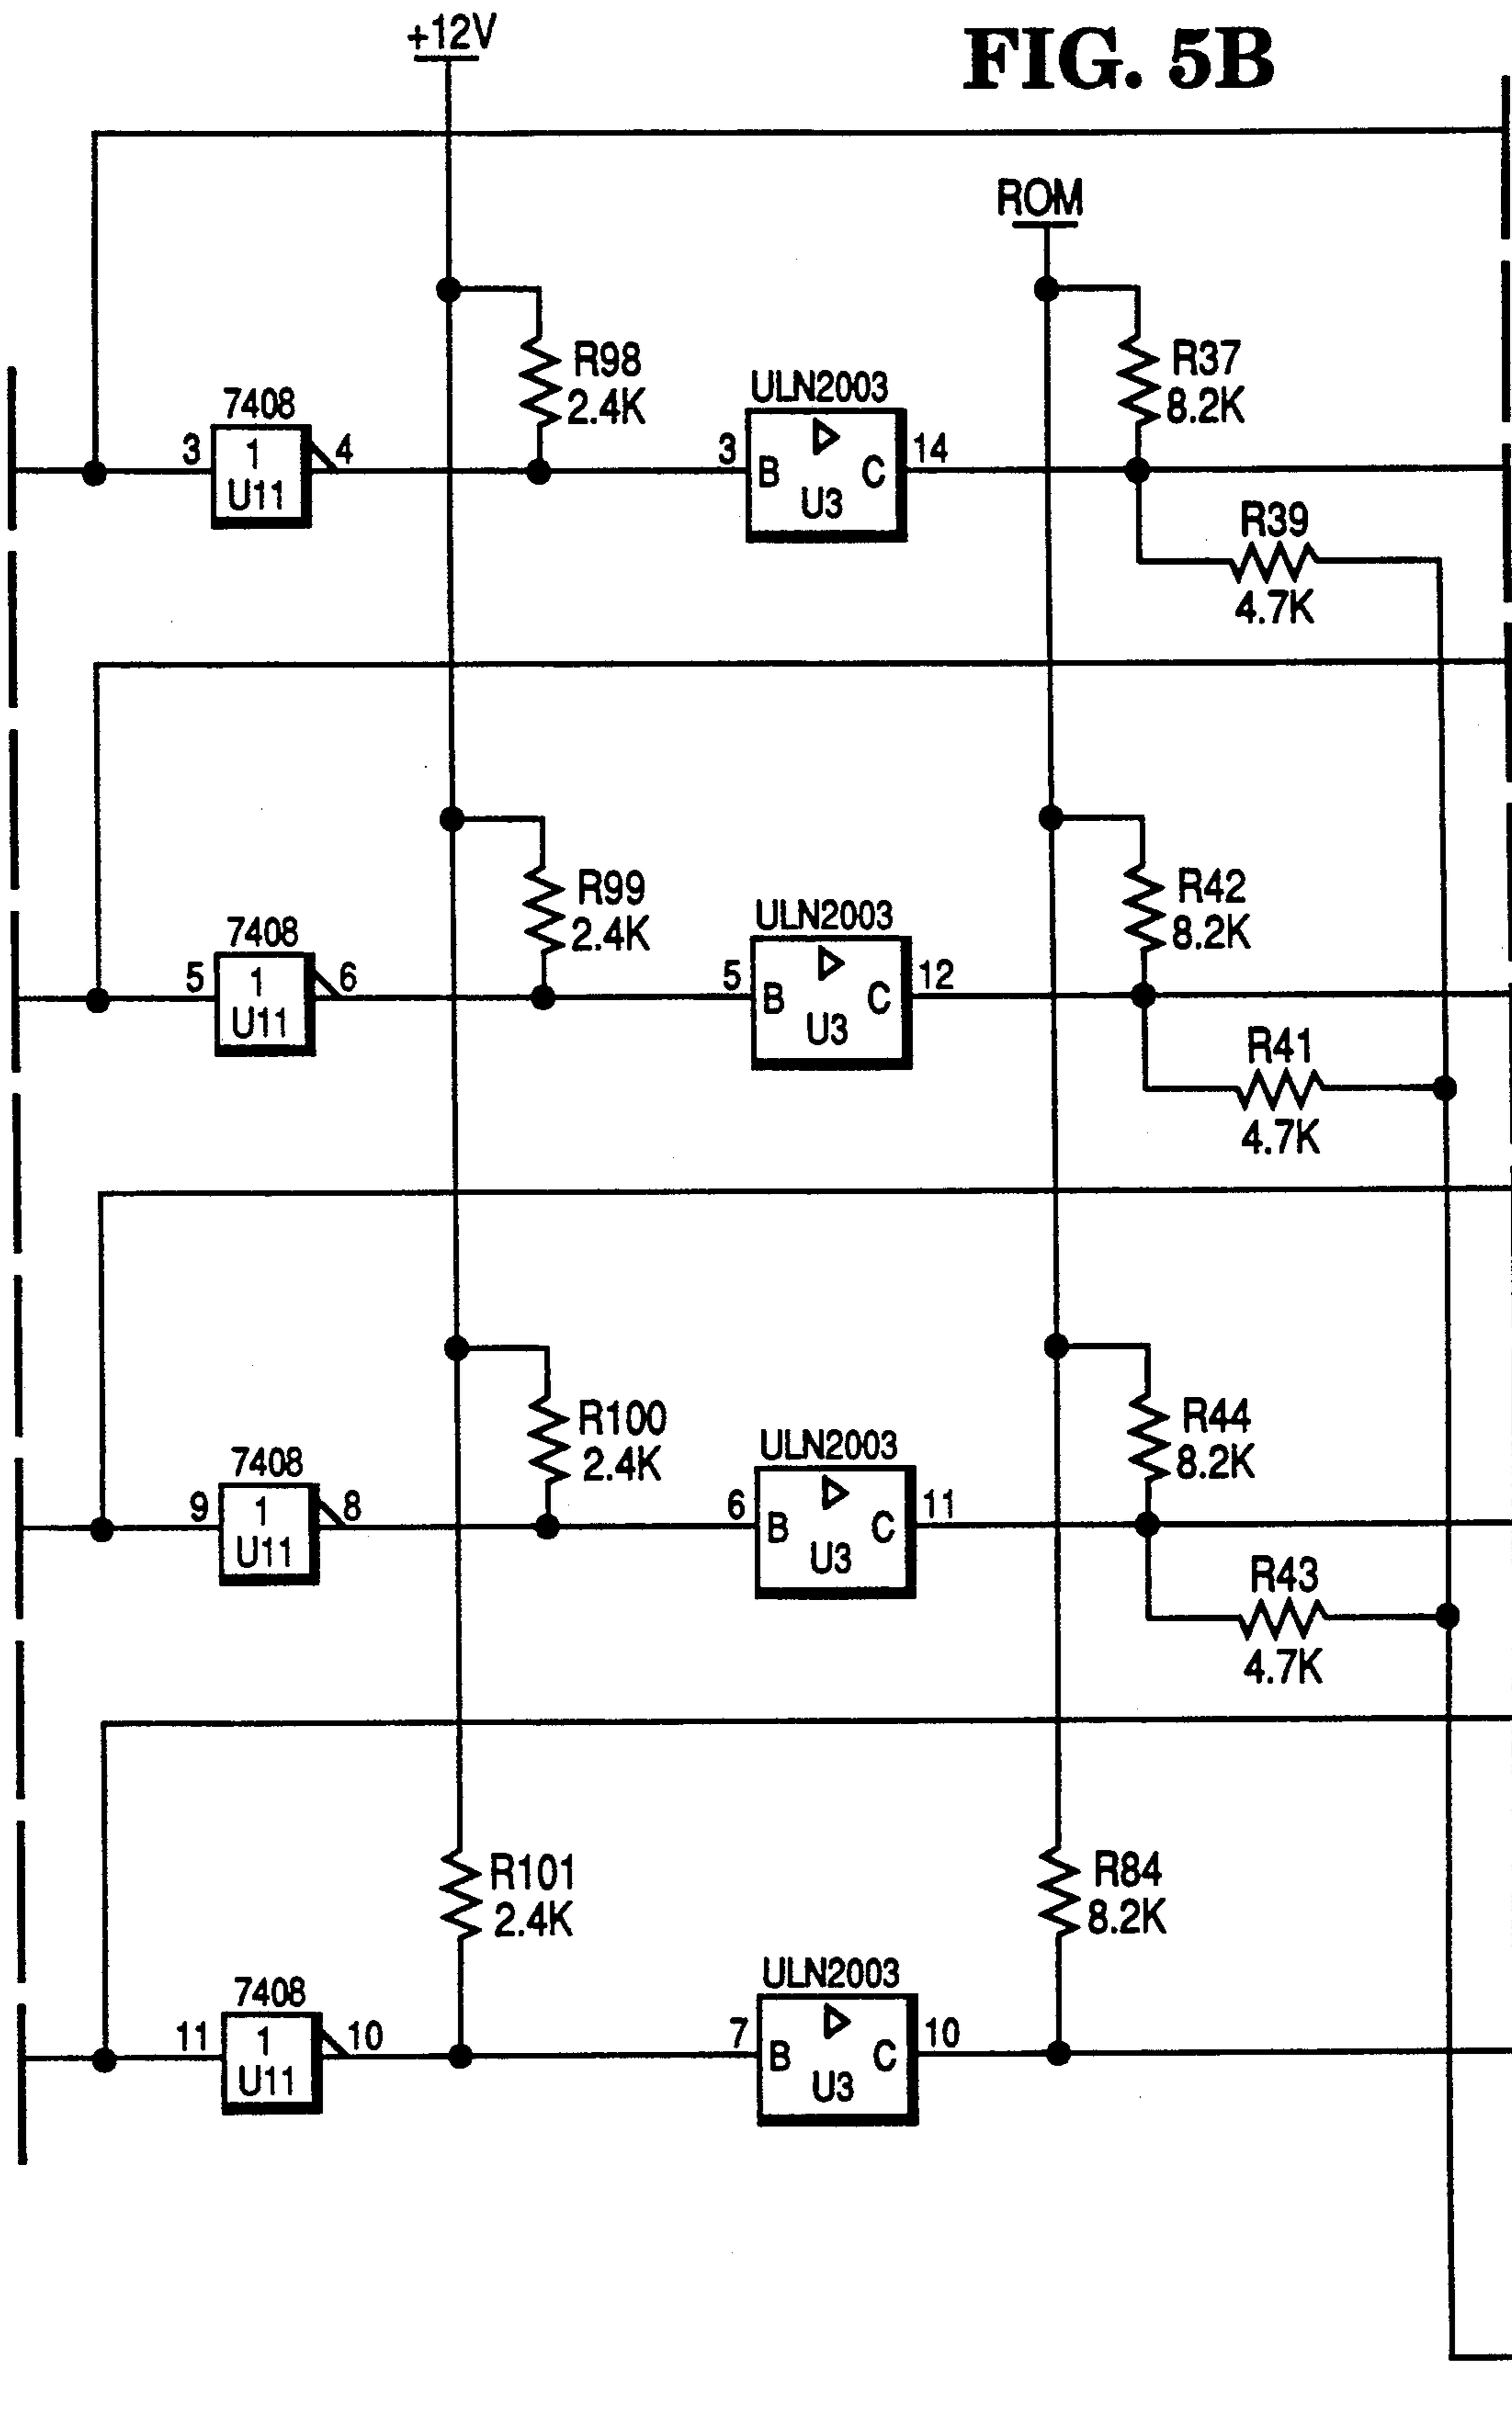 +12V
FIG. 5B
ROM
R98
2.4K
R37
8.2K
7408
3
1
4
U11
ULN2003
3
B
C
14
U3
R39
4.7K
R99
2.4K
R42
8.2K
7408
5
1
6
U11
ULN2003
5
B
C
12
U3
R41
4.7K
R100
2.4K
R44
8.2K
7408
9
1
8
U11
ULN2003
6
B
C
11
U3
R43
4.7K
R101
2.4K
R84
8.2K
7408
11
1
10
U11
ULN2003
7
B
C
10
U3